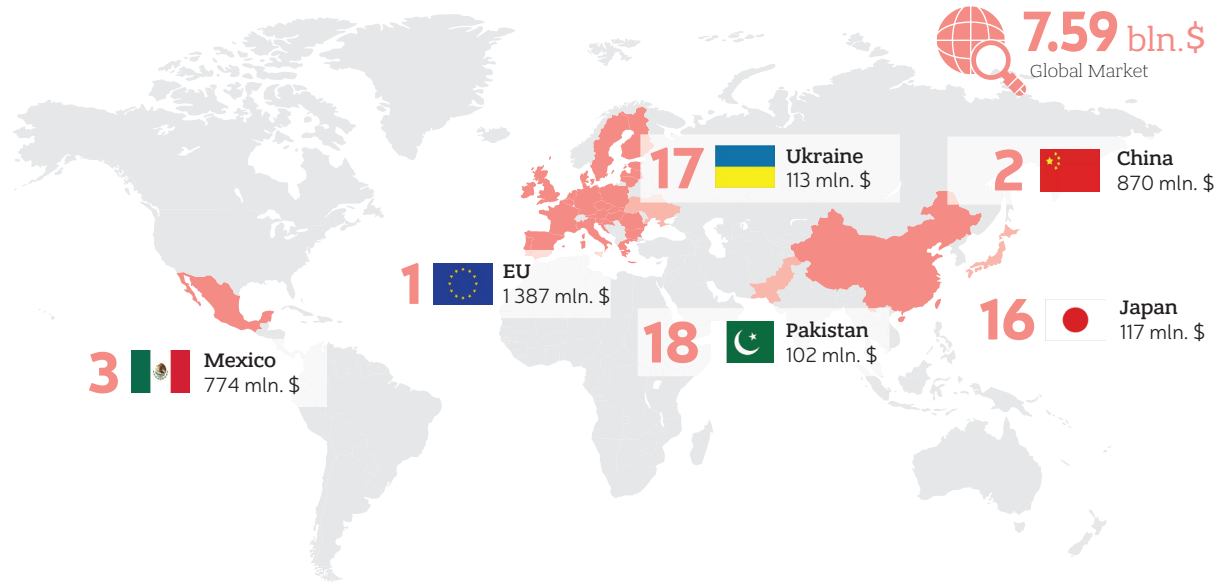 7.59 bln.$
Global Market
17
Ukraine
113 mln. $
2
China
870 mln. $
1
EU
1 387 mln. $
16
Japan
117 mln. $
18
Pakistan
102 mln. $
3
Mexico
774 mln. $